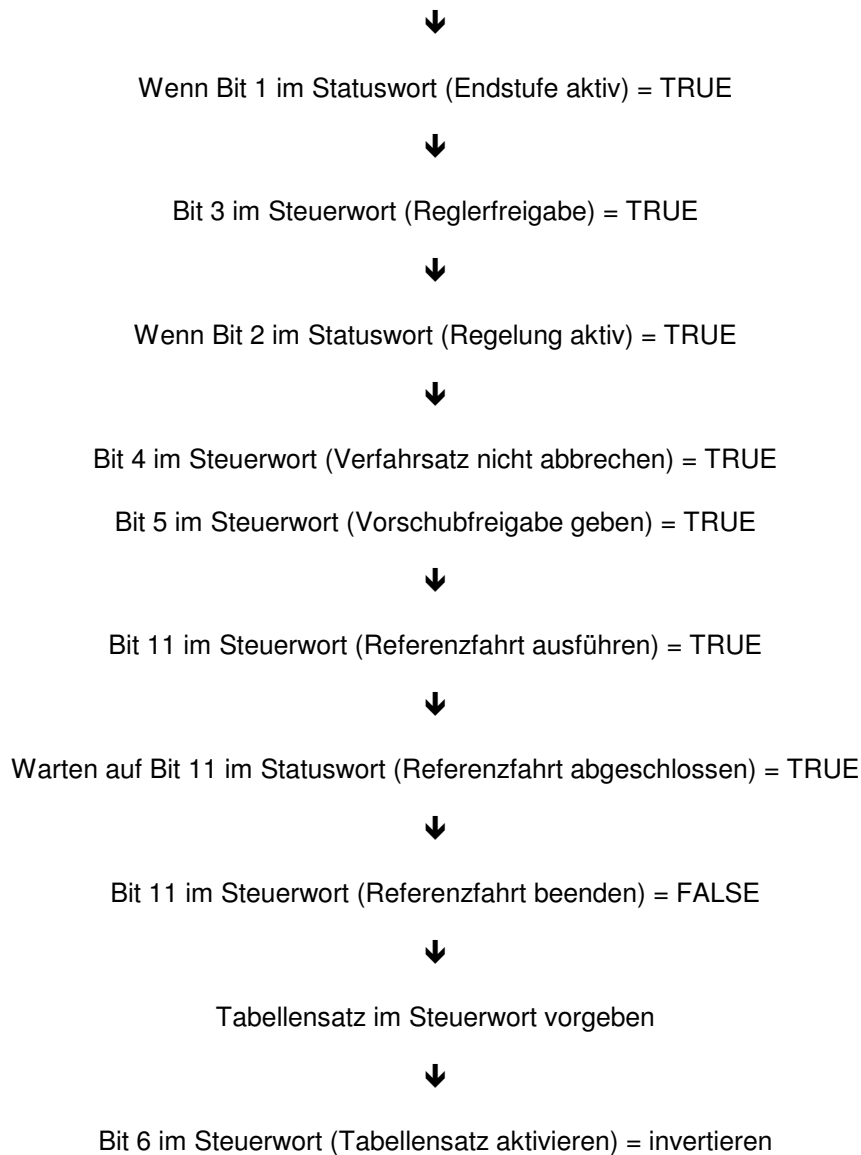 Wenn Bit 1 im Statuswort (Endstufe aktiv) = TRUE
Bit 3 im Steuerwort (Reglerfreigabe) = TRUE
Wenn Bit 2 im Statuswort (Regelung aktiv) = TRUE
Bit 4 im Steuerwort (Verfahrsatz nicht abbrechen) = TRUE
Bit 5 im Steuerwort (Vorschubfreigabe geben) = TRUE
Bit 11 im Steuerwort (Referenzfahrt ausführen) = TRUE
Warten auf Bit 11 im Statuswort (Referenzfahrt abgeschlossen) = TRUE
Bit 11 im Steuerwort (Referenzfahrt beenden) = FALSE
Tabellensatz im Steuerwort vorgeben
Bit 6 im Steuerwort (Tabellensatz aktivieren) = invertieren